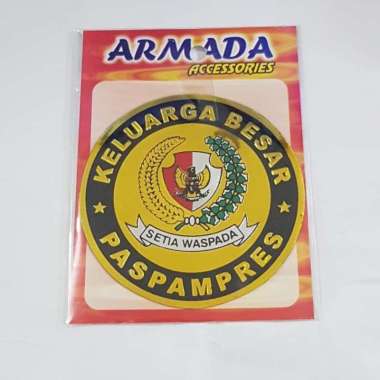 ARMADA
ACCESSORIES
KELUARGA BESAR
SETIA WASPADA
PASPAMPRES